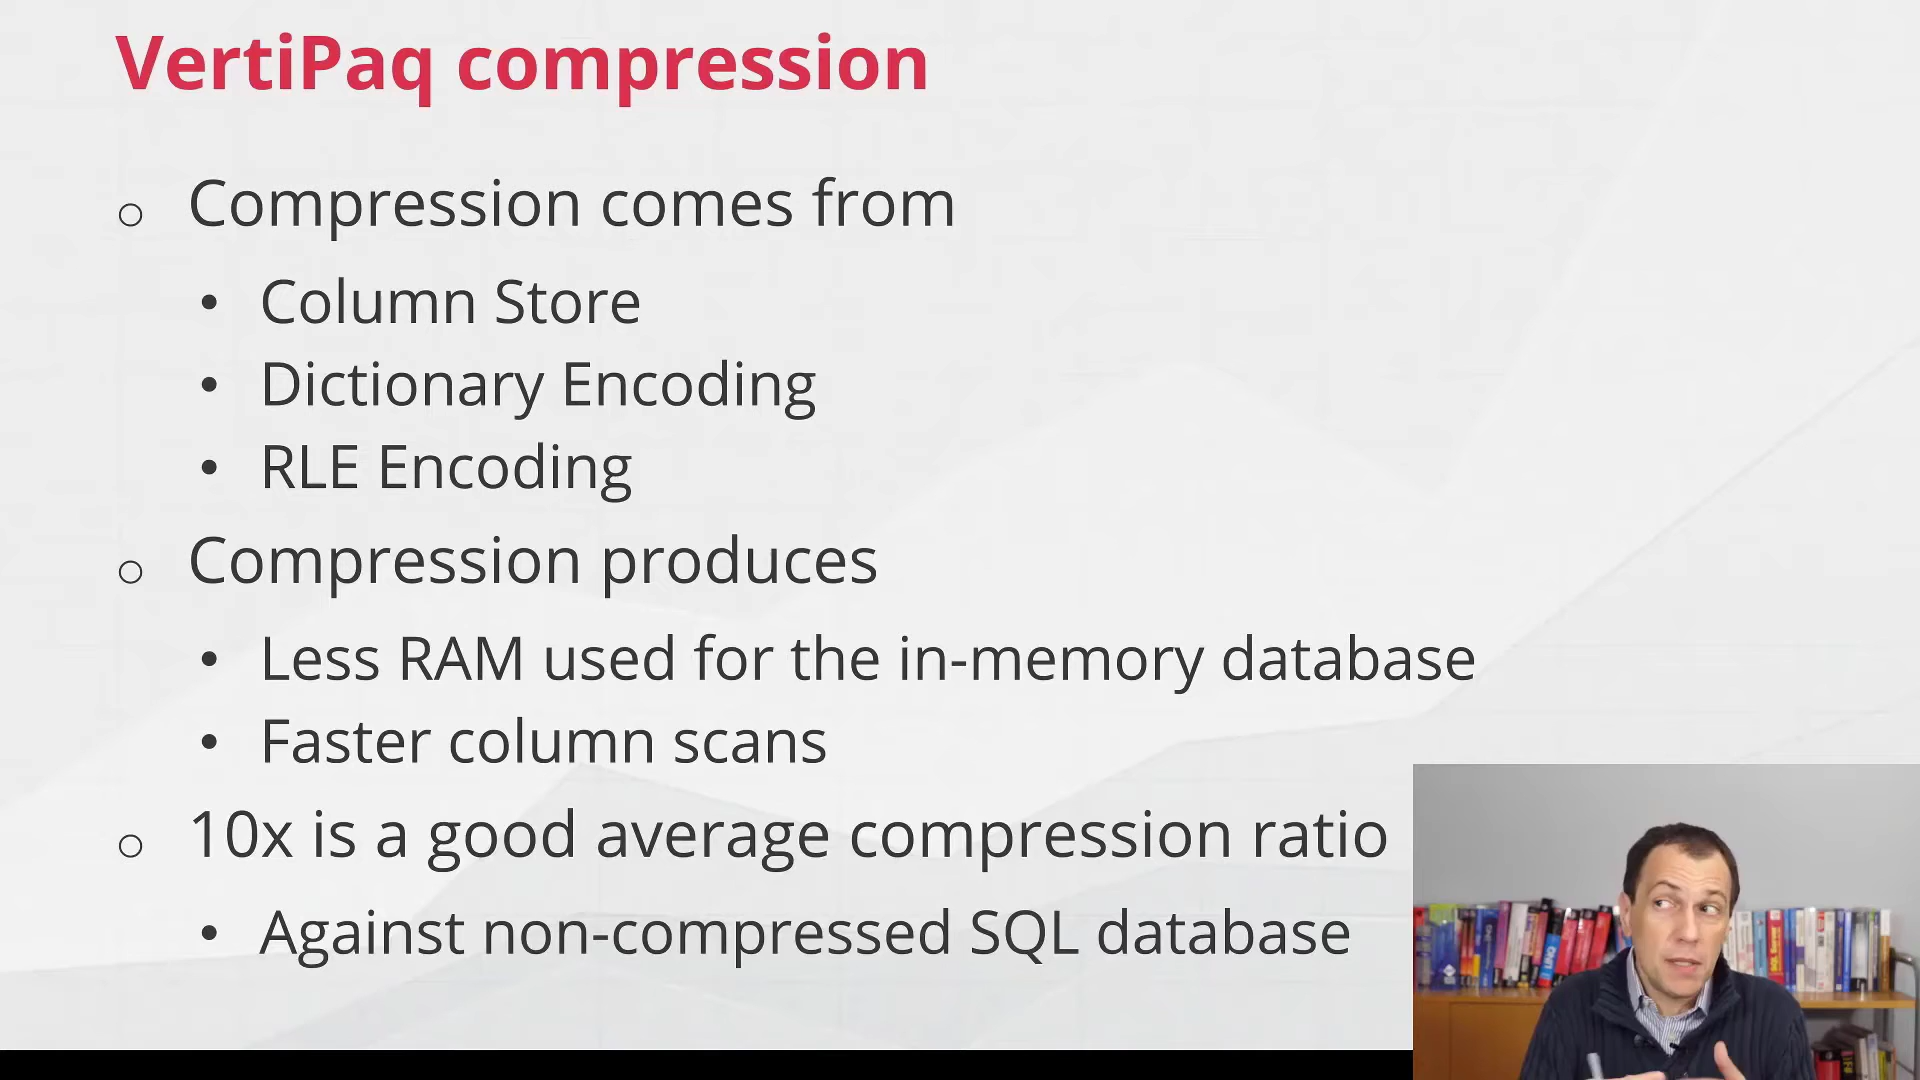 VertiPaq compression
○ Compression comes from
• Column Store
• Dictionary Encoding
• RLE Encoding
○ Compression produces
• Less RAM used for the in-memory database
• Faster column scans
○ 10x is a good average compression ratio
• Against non-compressed SQL database